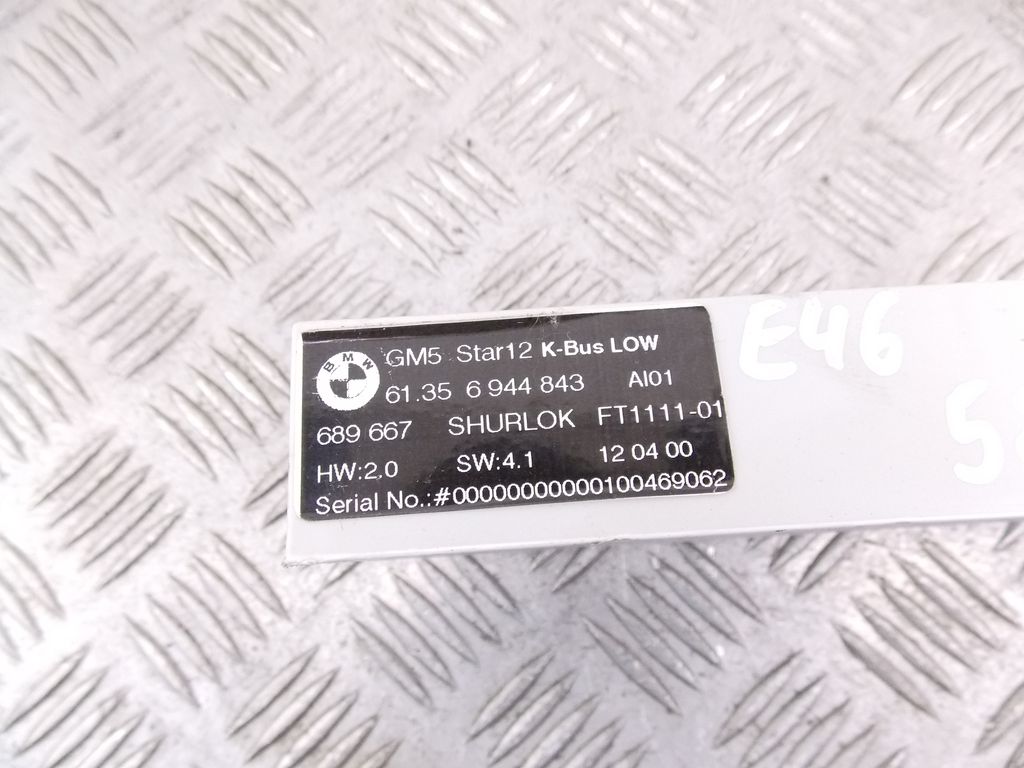 BMW
GM5 Star12 K-Bus LOW
61.35 6 944 843 AI01
689 667 SHURLOK FT1111-01
HW:2.0 SW:4.1 12 04 00
Serial No.:#00000000000100469062
E46